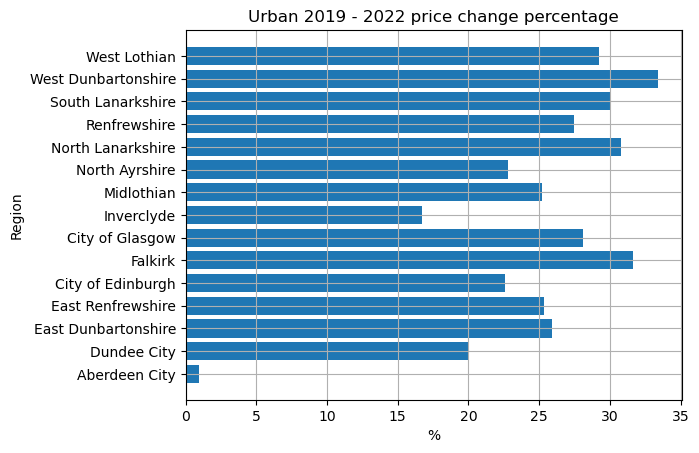 Urban 2019 - 2022 price change percentage
West Lothian
West Dunbartonshire
South Lanarkshire
Renfrewshire
North Lanarkshire
North Ayrshire
Midlothian
Inverclyde
City of Glasgow
Falkirk
City of Edinburgh
East Renfrewshire
East Dunbartonshire
Dundee City
Aberdeen City
Region
0 5 10 15 20 25 30 35
%